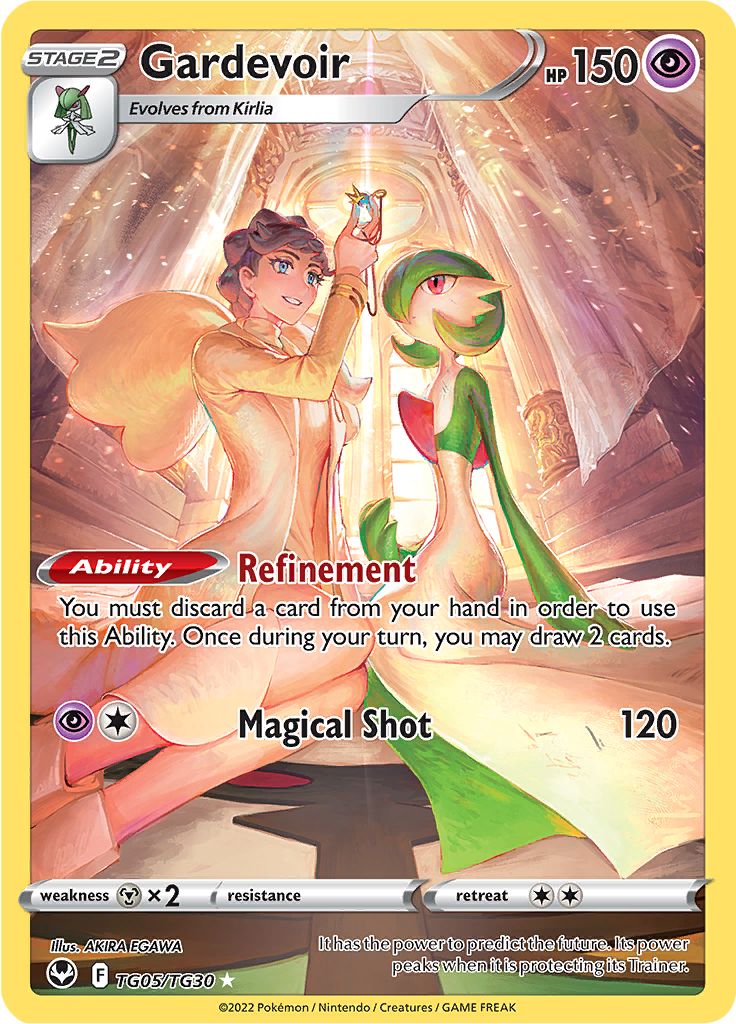 STAGE 2
Gardevoir
HP 150
Evolves from Kirlia
Ability Refinement
You must discard a card from your hand in order to use
this Ability. Once during your turn, you may draw 2 cards.
Magical Shot 120
weakness ×2 resistance retreat
Illus. AKIRA EGAWA
It has the power to predict the future. Its power
peaks when it is protecting its Trainer.
F TG05/TG30
©2022 Pokémon / Nintendo / Creatures / GAME FREAK